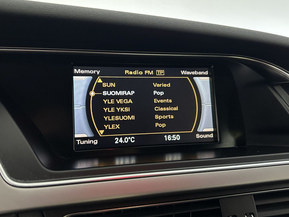 Memory Radio FM TP Waveband
SUN Varied
SUOMIRAP Pop
YLE VEGA Events
YLE YKSI Classical
YLESUOMI Sports
YLEX Pop
Tuning 24.0°C 16:50 Sound